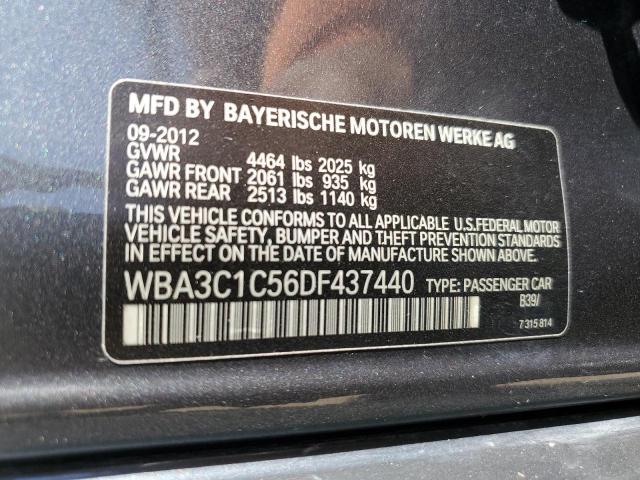 MFD BY BAYERISCHE MOTOREN WERKE AG
09-2012
GVWR 4464 lbs 2025 kg
GAWR FRONT 2061 lbs 935 kg
GAWR REAR 2513 lbs 1140 kg
THIS VEHICLE CONFORMS TO ALL APPLICABLE U.S.FEDERAL MOTOR
VEHICLE SAFETY, BUMPER, AND THEFT PREVENTION STANDARDS
IN EFFECT ON THE DATE OF MANUFACTURE SHOWN ABOVE.
WBA3C1C56DF437440 TYPE: PASSENGER CAR
B39/
7 315 814